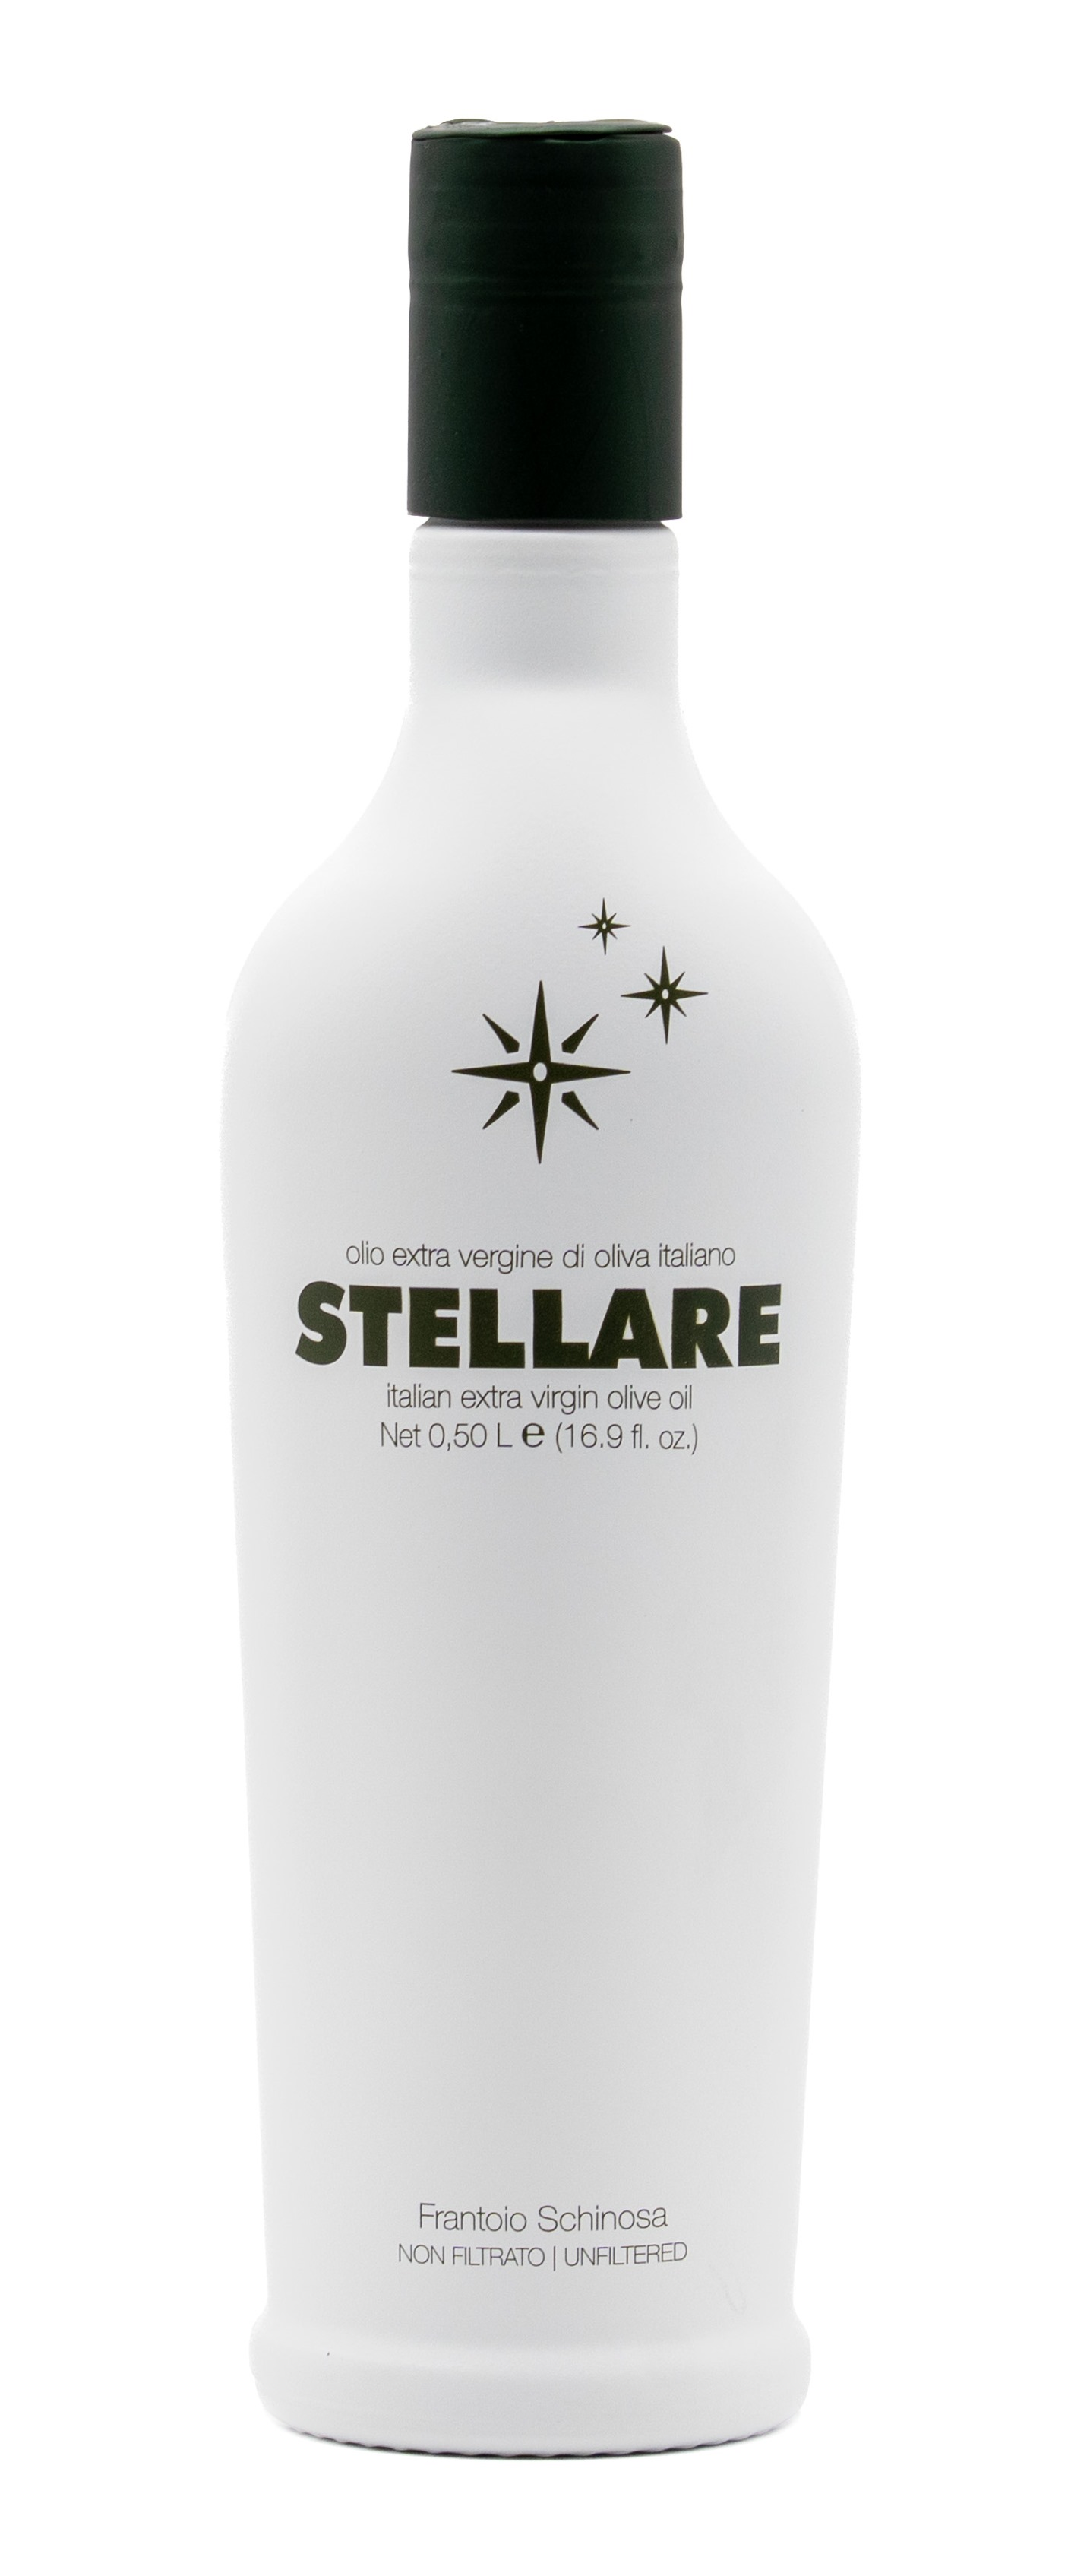 olio extra vergine di oliva italiano
STELLARE
italian extra virgin olive oil
Net 0,50 L ℮ (16.9 fl. oz.)
Frantoio Schinosa
NON FILTRATO | UNFILTERED